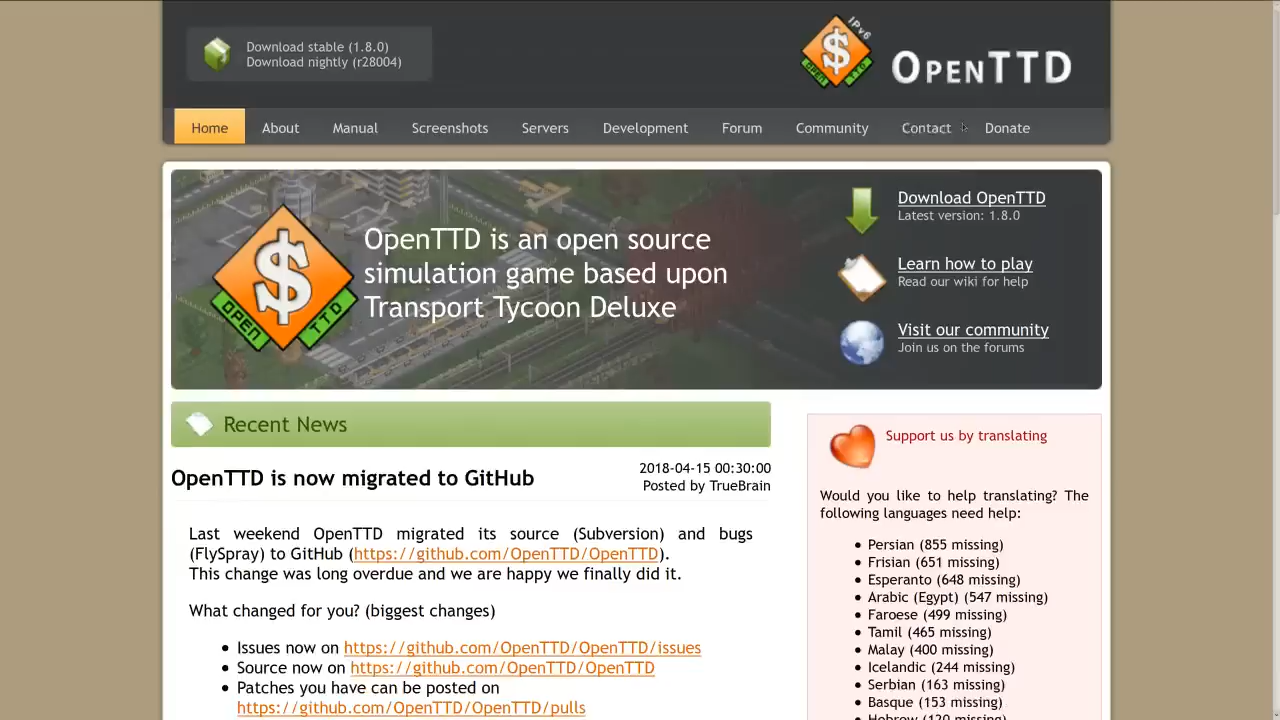 Download stable (1.8.0)
Download nightly (r28004)
IPv6
OPEN TTD
OpenTTD
Home About Manual Screenshots Servers Development Forum Community Contact Donate
OPEN TTD
OpenTTD is an open source
simulation game based upon
Transport Tycoon Deluxe
Download OpenTTD
Latest version: 1.8.0
Learn how to play
Read our wiki for help
Visit our community
Join us on the forums
Recent News
OpenTTD is now migrated to GitHub
2018-04-15 00:30:00
Posted by TrueBrain
Last weekend OpenTTD migrated its source (Subversion) and bugs
(FlySpray) to GitHub (https://github.com/OpenTTD/OpenTTD).
This change was long overdue and we are happy we finally did it.
What changed for you? (biggest changes)
• Issues now on https://github.com/OpenTTD/OpenTTD/issues
• Source now on https://github.com/OpenTTD/OpenTTD
• Patches you have can be posted on
https://github.com/OpenTTD/OpenTTD/pulls
Support us by translating
Would you like to help translating? The
following languages need help:
• Persian (855 missing)
• Frisian (651 missing)
• Esperanto (648 missing)
• Arabic (Egypt) (547 missing)
• Faroese (499 missing)
• Tamil (465 missing)
• Malay (400 missing)
• Icelandic (244 missing)
• Serbian (163 missing)
• Basque (153 missing)
• Hebrew (120 missing)